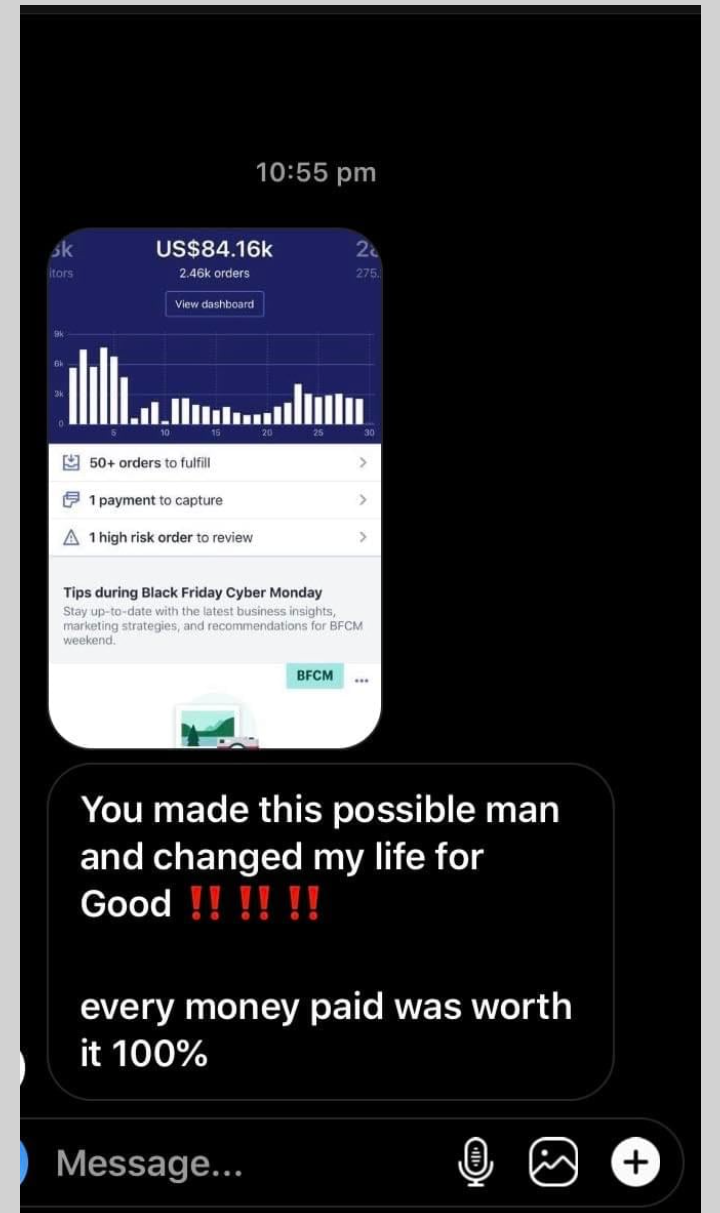 10:55 pm
US$84.16k
2.46k orders
275.
View dashboard
9k
6k
3k
0
5 10 15 20 25 30
50+ orders to fulfill
1 payment to capture
1 high risk order to review
Tips during Black Friday Cyber Monday
Stay up-to-date with the latest business insights,
marketing strategies, and recommendations for BFCM
weekend.
BFCM
You made this possible man
and changed my life for
Good ‼️ ‼️ ‼️
every money paid was worth
it 100%
Message...